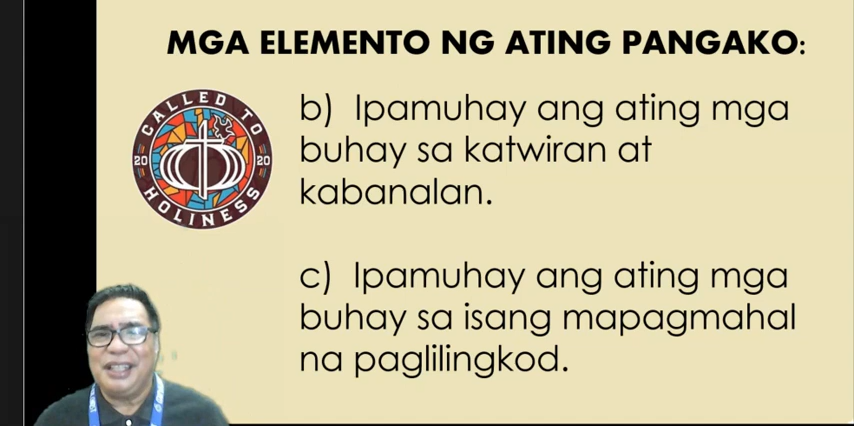 MGA ELEMENTO NG ATING PANGAKO:
CALLED TO
20 20
HOLINESS
b) Ipamuhay ang ating mga
buhay sa katwiran at
kabanalan.
c) Ipamuhay ang ating mga
buhay sa isang mapagmahal
na paglilingkod.